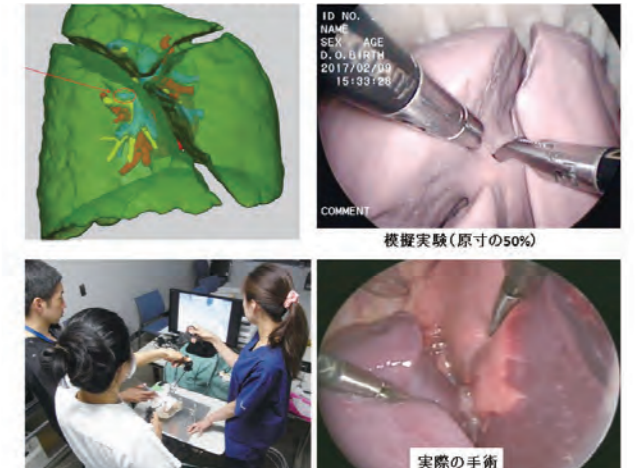 ID NO.
NAME
SEX AGE
D.O.BIRTH
2017/02/09
15:33:28
COMMENT
模擬実験(原寸の50%)
実際の手術